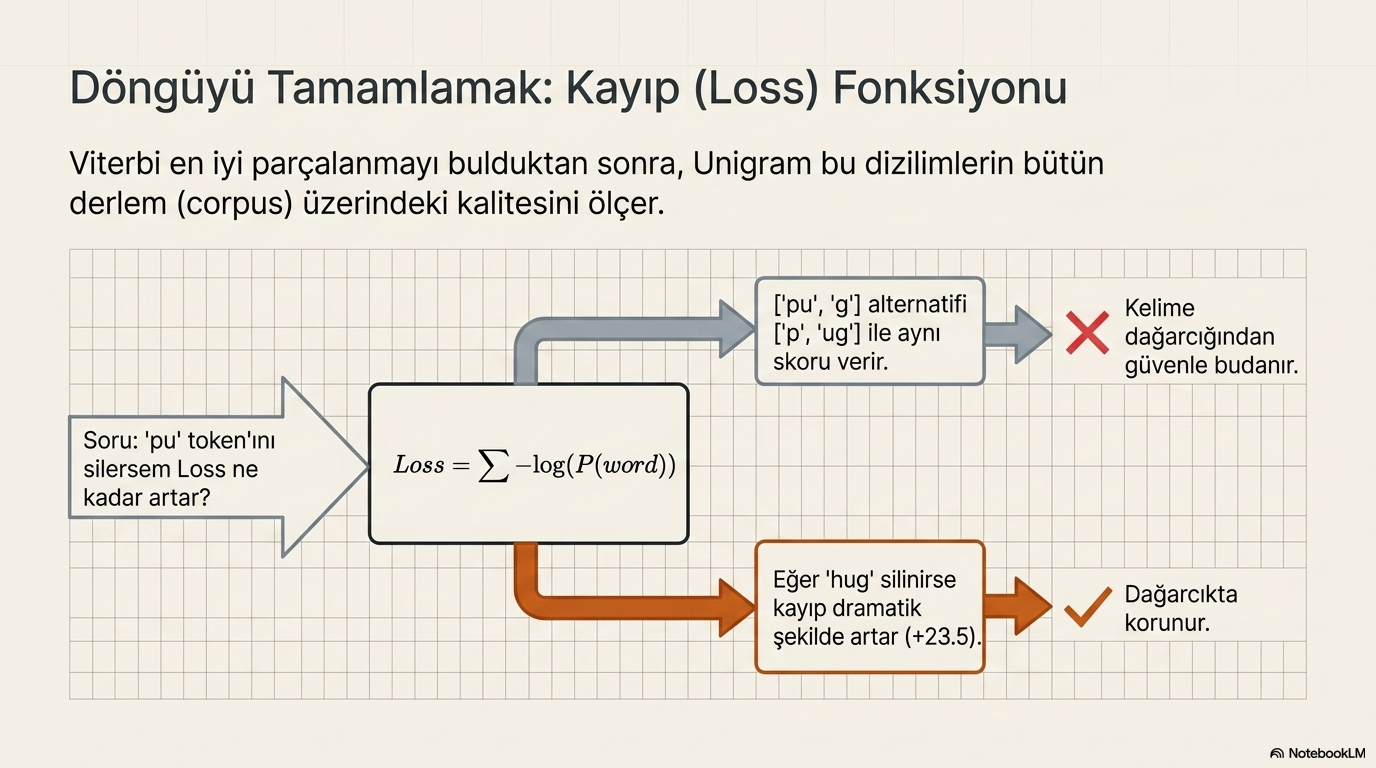 Döngüyü Tamamlamak: Kayıp (Loss) Fonksiyonu
Viterbi en iyi parçalanmayı bulduktan sonra, Unigram bu dizilimlerin bütün
derlem (corpus) üzerindeki kalitesini ölçer.
Soru: 'pu' token'ını
silersem Loss ne
kadar artar?
Loss = ∑ −log(P(word))
['pu', 'g'] alternatifi
['p', 'ug'] ile aynı
skoru verir.
Kelime
dağarcığından
güvenle budanır.
Eğer 'hug' silinirse
kayıp dramatik
şekilde artar (+23.5).
Dağarcıkta
korunur.
NotebookLM